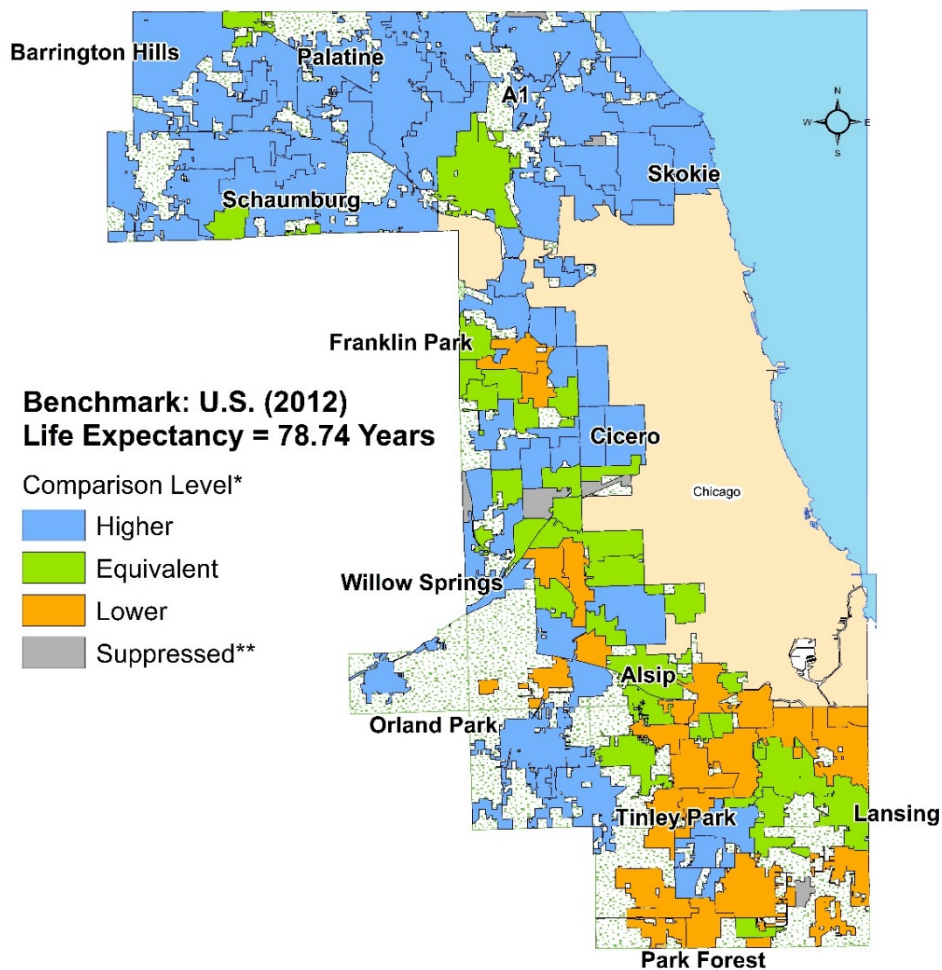 Barrington Hills
Palatine
A1
N
W E
S
Skokie
Schaumburg
Franklin Park
Benchmark: U.S. (2012)
Life Expectancy = 78.74 Years
Comparison Level*
Higher
Equivalent
Lower
Suppressed**
Cicero
Chicago
Willow Springs
Alsip
Orland Park
Tinley Park
Lansing
Park Forest